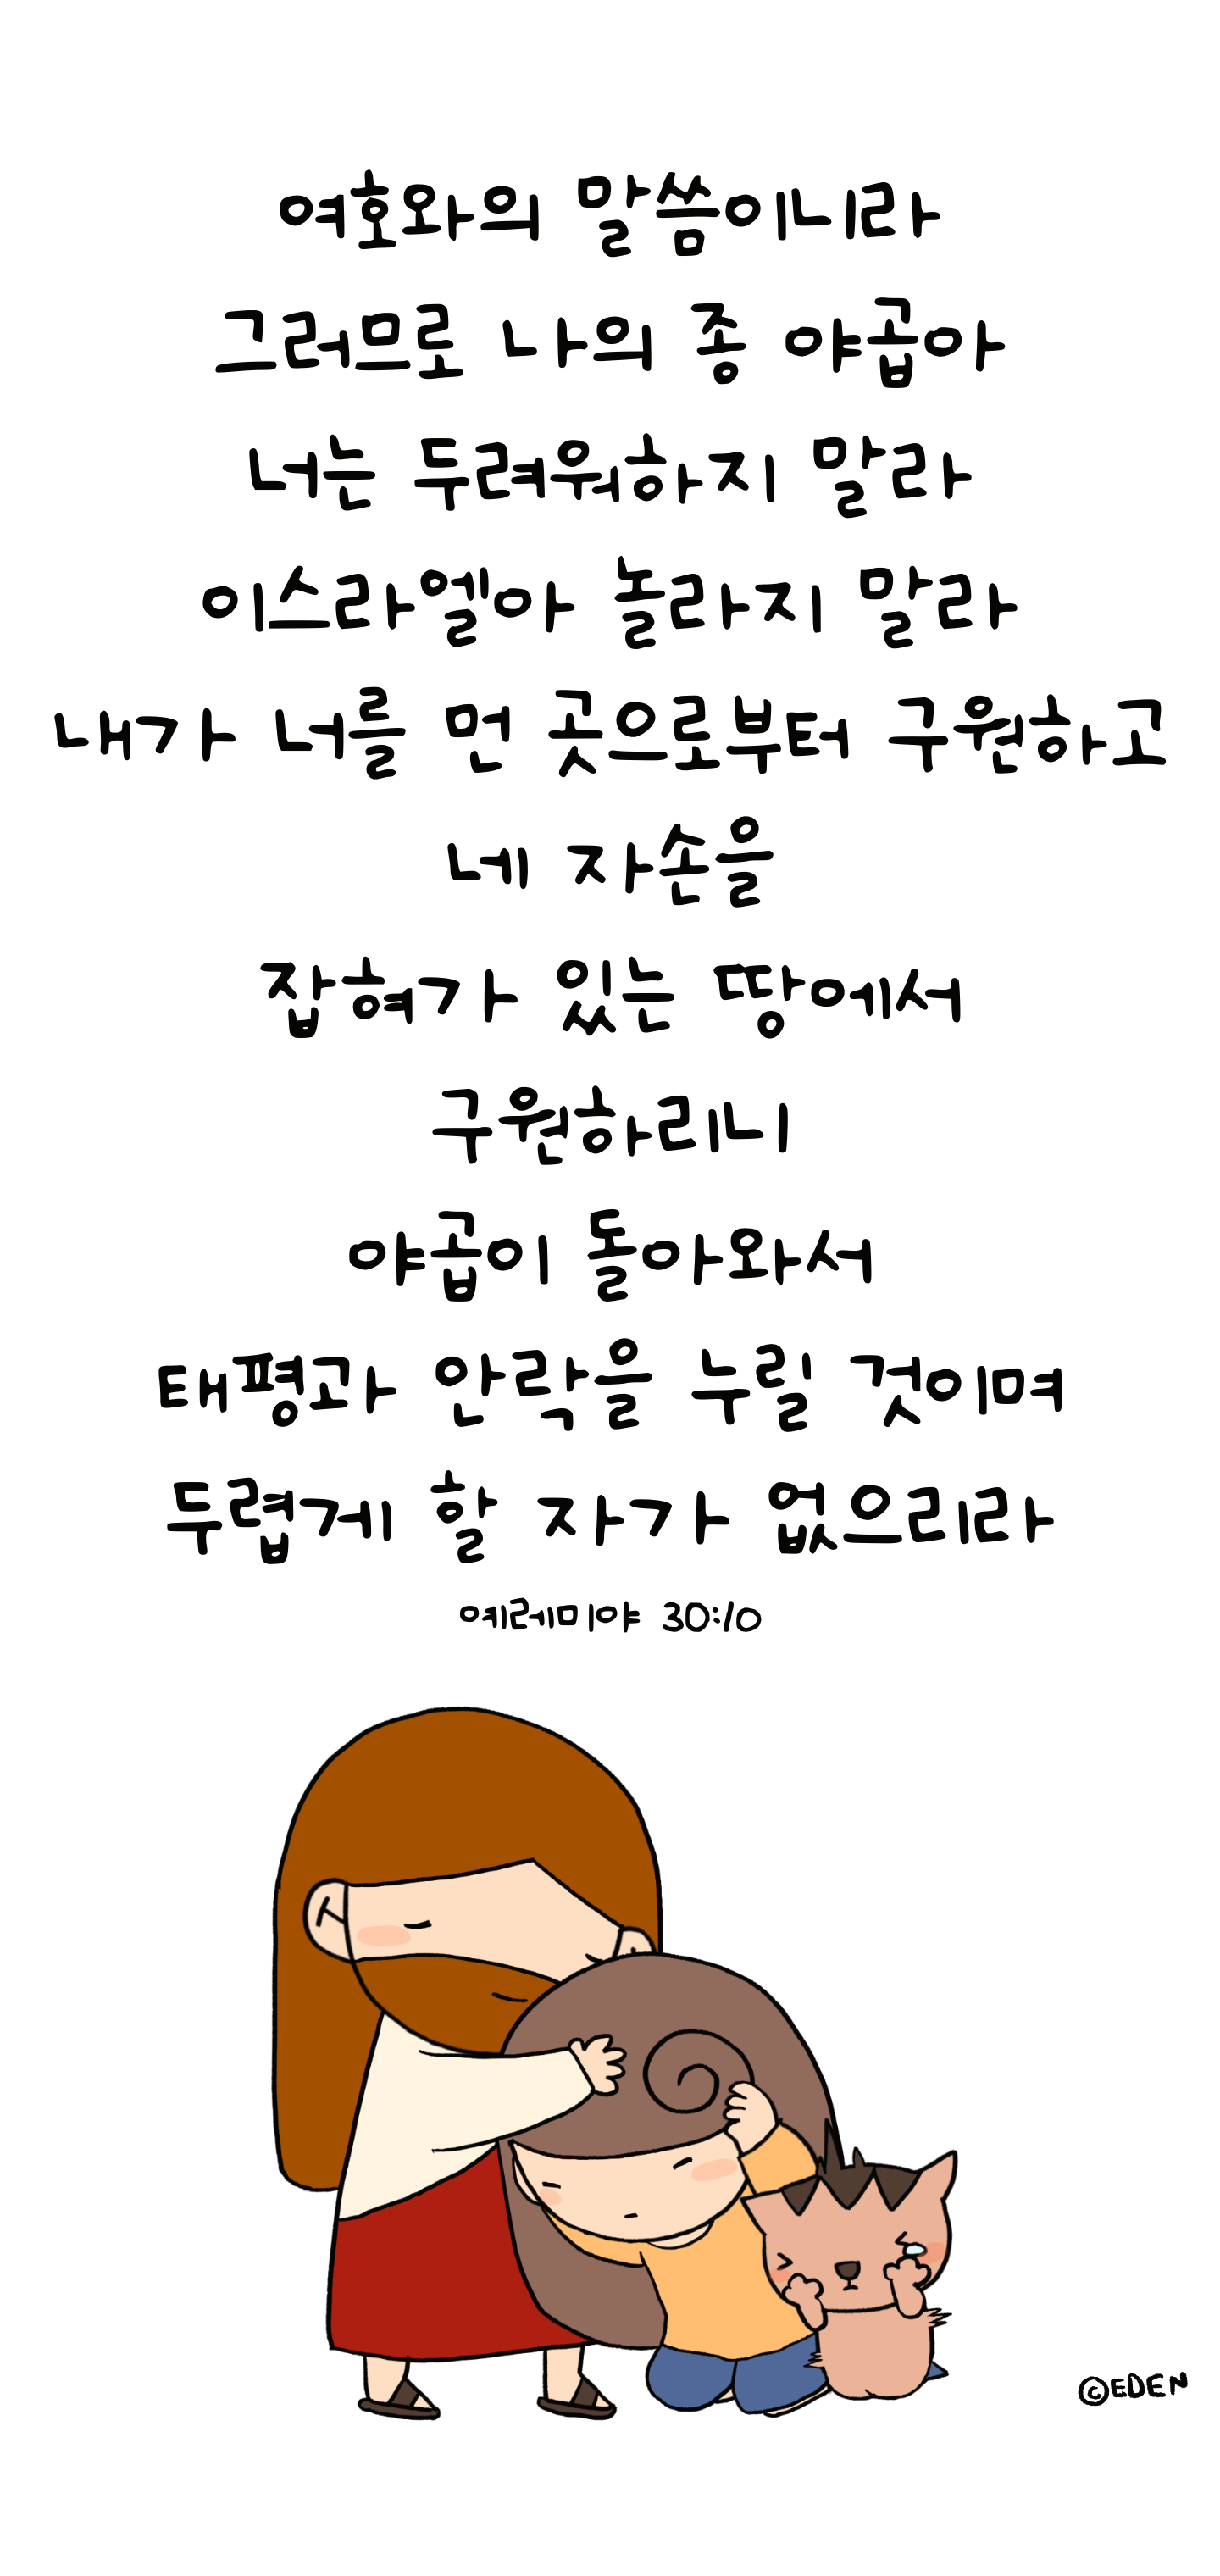 여호와의 말씀이니라
그러므로 나의 종 야곱아
너는 두려워하지 말라
이스라엘아 놀라지 말라
내가 너를 먼 곳으로부터 구원하고
네 자손을
잡혀가 있는 땅에서
구원하리니
야곱이 돌아와서
태평과 안락을 누릴 것이며
두렵게 할 자가 없으리라
예레미야 30:10
©EDEN